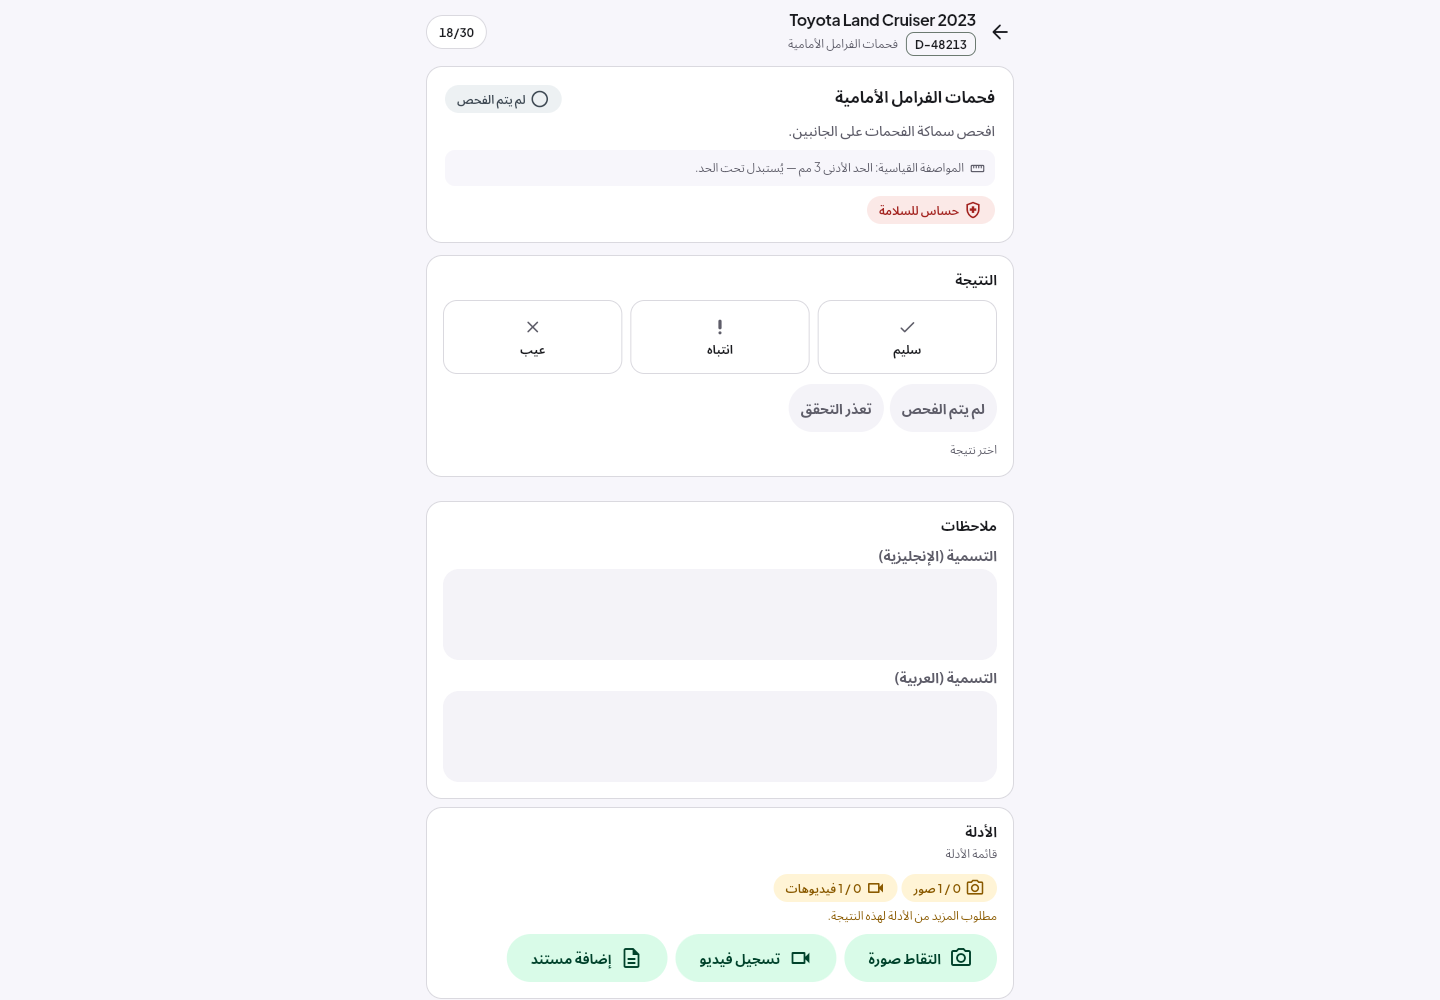 Toyota Land Cruiser 2023
D-48213 فحمات الفرامل الأمامية
18/30
فحمات الفرامل الأمامية
لم يتم الفحص
افحص سماكة الفحمات على الجانبين.
المواصفة القياسية: الحد الأدنى 3 مم — يُستبدل تحت الحد.
حساس للسلامة
النتيجة
سليم
انتباه
عيب
لم يتم الفحص
تعذر التحقق
اختر نتيجة
ملاحظات
التسمية (الإنجليزية)
التسمية (العربية)
الأدلة
قائمة الأدلة
0 / 1 صور
0 / 1 فيديوهات
مطلوب المزيد من الأدلة لهذه النتيجة.
التقاط صورة
تسجيل فيديو
إضافة مستند